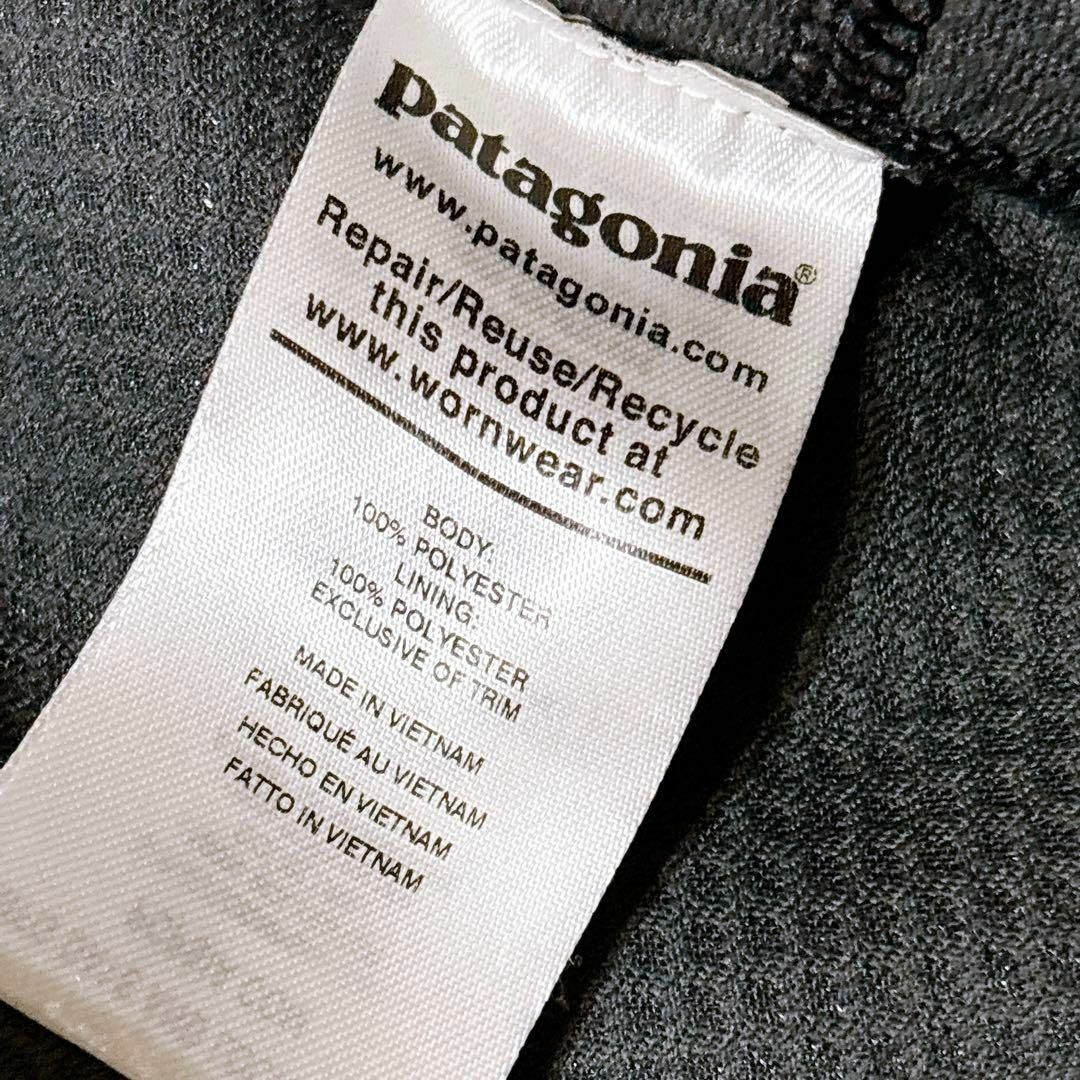 patagonia®
www.patagonia.com
Repair/Reuse/Recycle
this product at
www.wornwear.com
BODY:
100% POLYESTER
LINING:
100% POLYESTER
EXCLUSIVE OF TRIM
MADE IN VIETNAM
FABRIQUÉ AU VIETNAM
HECHO EN VIETNAM
FATTO IN VIETNAM